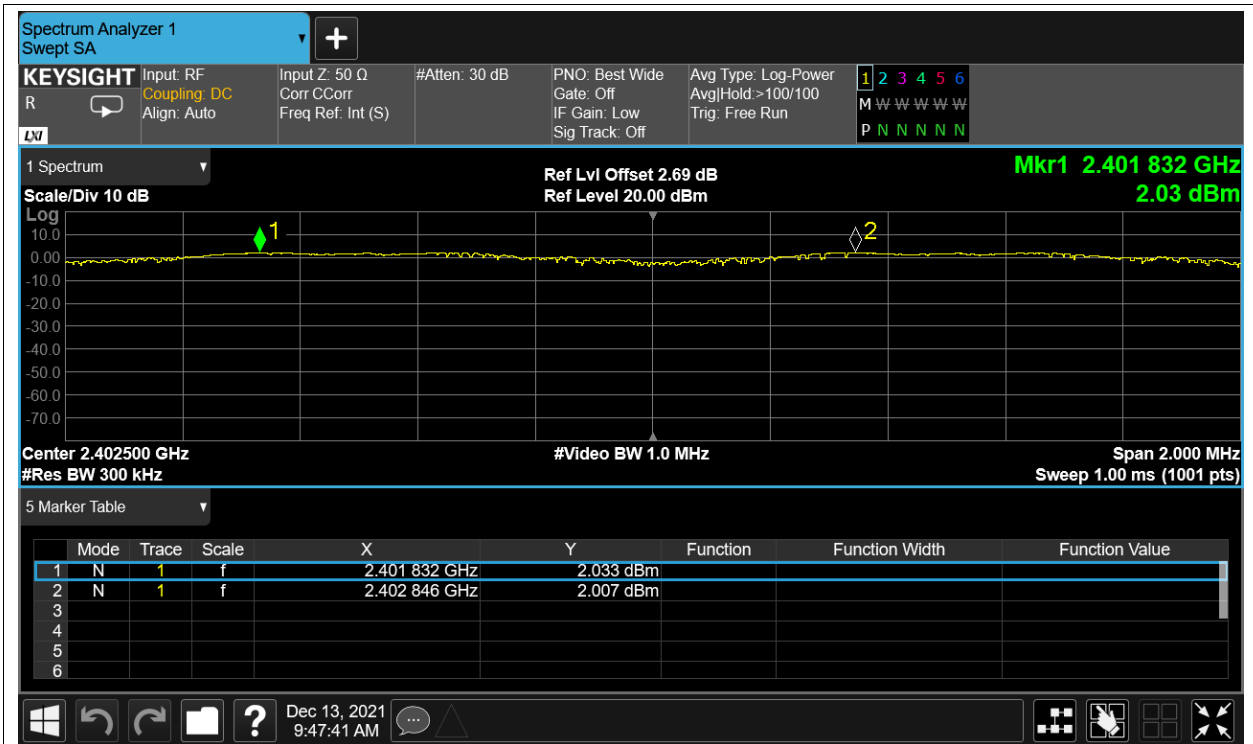 Spectrum Analyzer 1
Swept SA
KEYSIGHT Input: RF Input Z: 50 Ω #Atten: 30 dB PNO: Best Wide Avg Type: Log-Power 1 2 3 4 5 6
R Coupling: DC Corr CCorr Gate: Off Avg|Hold:>100/100 M W W W W W
Align: Auto Freq Ref: Int (S) IF Gain: Low Trig: Free Run
LXI Sig Track: Off P N N N N N
1 Spectrum Ref Lvl Offset 2.69 dB Mkr1 2.401 832 GHz
Scale/Div 10 dB Ref Level 20.00 dBm 2.03 dBm
Log
1 2
10.0
0.00
-10.0
-20.0
-30.0
-40.0
-50.0
-60.0
-70.0
Center 2.402500 GHz #Video BW 1.0 MHz Span 2.000 MHz
#Res BW 300 kHz Sweep 1.00 ms (1001 pts)
5 Marker Table
Mode Trace Scale X Y Function Function Width Function Value
1 N 1 f 2.401 832 GHz 2.033 dBm
2 N 1 f 2.402 846 GHz 2.007 dBm
3
4
5
6
? Dec 13, 2021
9:47:41 AM